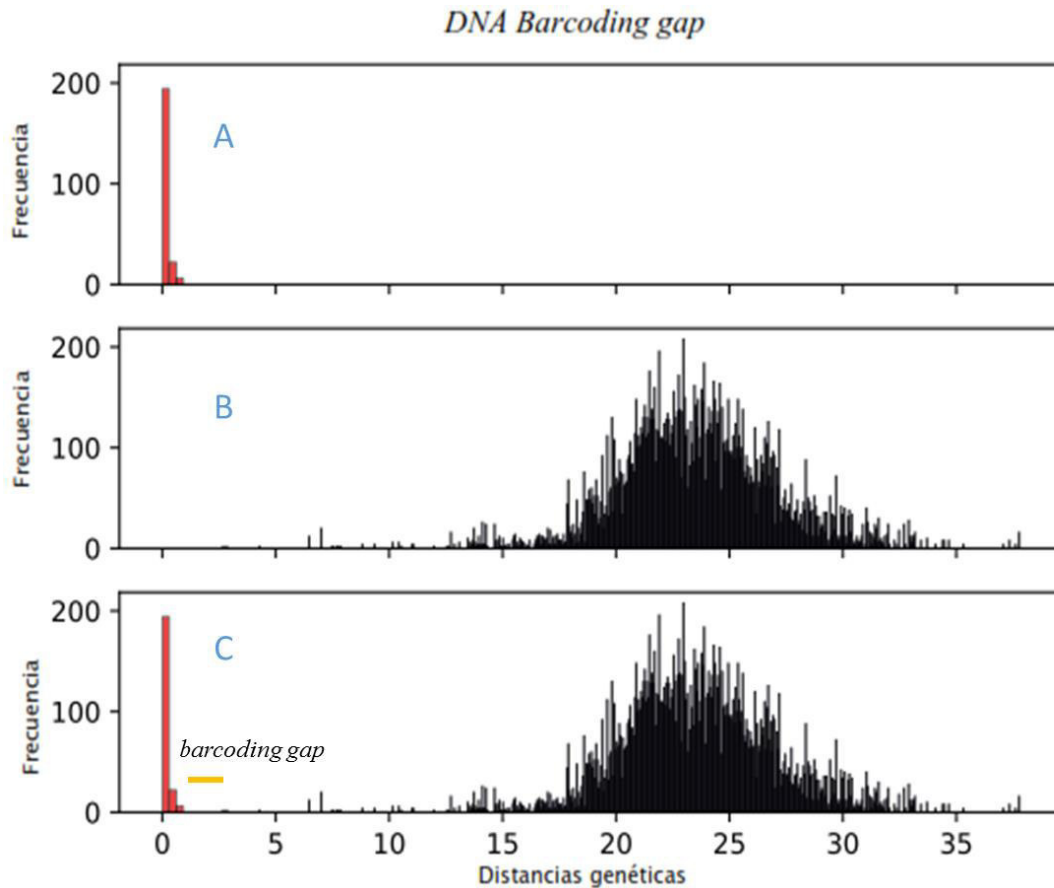 DNA Barcoding gap
200
100
0
Frecuencia
A
200
100
0
Frecuencia
B
200
100
0
Frecuencia
C
barcoding gap
0 5 10 15 20 25 30 35
Distancias genéticas